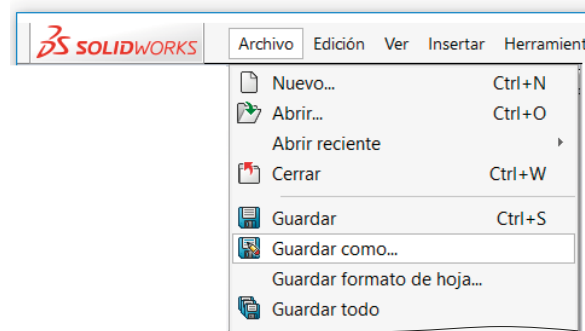 SOLIDWORKS Archivo Edición Ver Insertar Herramient
Nuevo... Ctrl+N
Abrir... Ctrl+O
Abrir reciente
Cerrar Ctrl+W
Guardar Ctrl+S
Guardar como...
Guardar formato de hoja...
Guardar todo